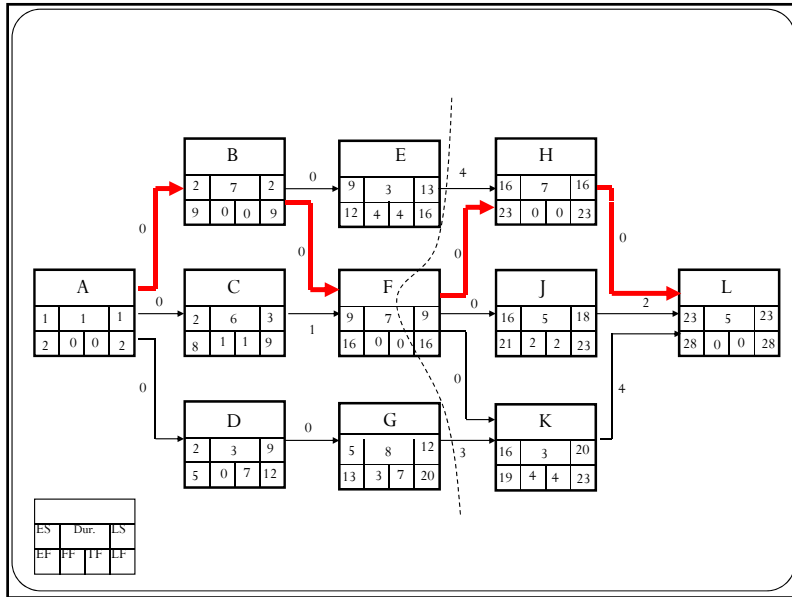 B E H
0 4
2 7 2 9 3 13 16 7 16
9 0 0 9 12 4 4 16 23 0 0 23
0 0 0 0
A C F J L
0 0 2
1 1 1 2 6 3 9 7 9 16 5 18 23 5 23
2 0 0 2 8 1 1 9 1 16 0 0 16 21 2 2 23 28 0 0 28
0 0 4
D G K
0 3
2 3 9 5 8 12 16 3 20
5 0 7 12 13 3 7 20 19 4 4 23
ES Dur. LS
EF FF TF LF